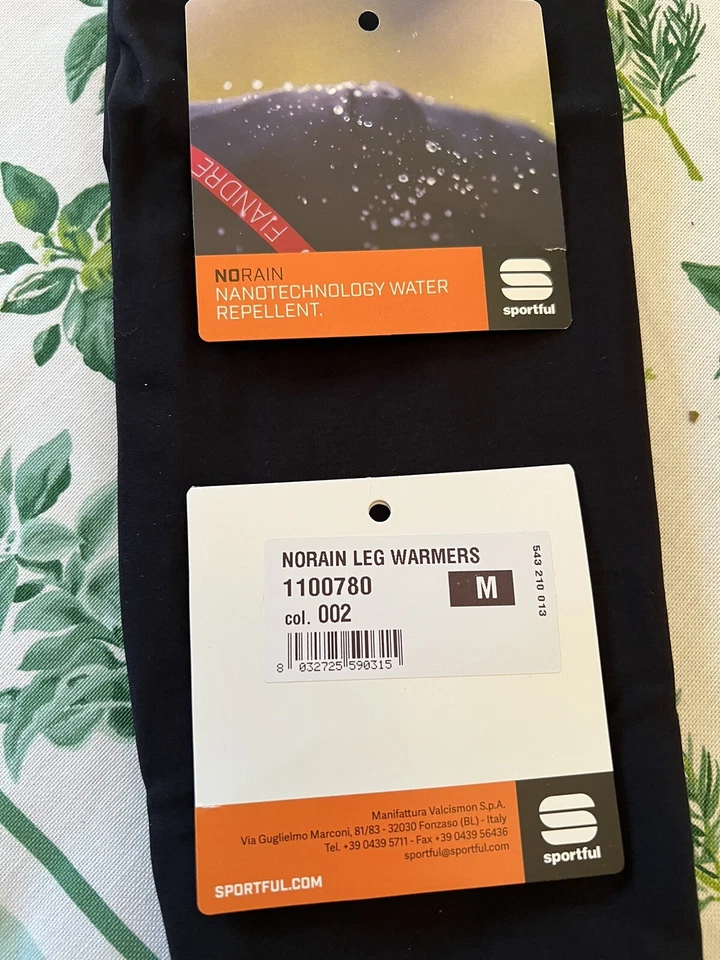 FIANDRE
NORAIN
NANOTECHNOLOGY WATER
REPELLENT.
sportful
NORAIN LEG WARMERS
1100780
M
col. 002
543 210 013
8 032725 590315
Manifattura Valcismon S.p.A.
Via Guglielmo Marconi, 81/83 - 32030 Fonzaso (BL) - Italy
Tel. +39 0439 5711 - Fax +39 0439 56436
sportful@sportful.com
SPORTFUL.COM
sportful